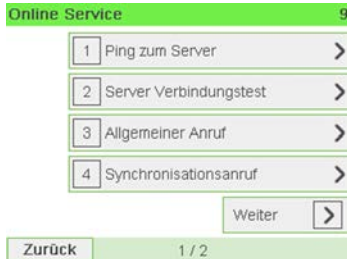 Online Service 9
1 Ping zum Server
2 Server Verbindungstest
3 Allgemeiner Anruf
4 Synchronisationsanruf
Weiter
Zurück 1 / 2